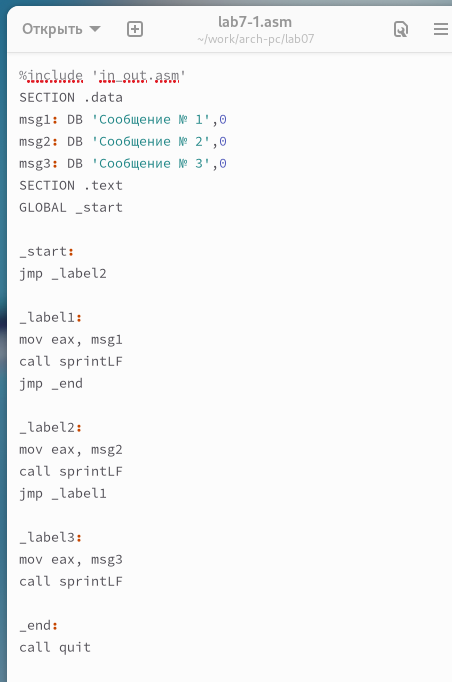 Открыть
lab7-1.asm
~/work/arch-pc/lab07
%include 'in_out.asm'
SECTION .data
msg1: DB 'Сообщение № 1',0
msg2: DB 'Сообщение № 2',0
msg3: DB 'Сообщение № 3',0
SECTION .text
GLOBAL _start
_start:
jmp _label2
_label1:
mov eax, msg1
call sprintLF
jmp _end
_label2:
mov eax, msg2
call sprintLF
jmp _label1
_label3:
mov eax, msg3
call sprintLF
_end:
call quit